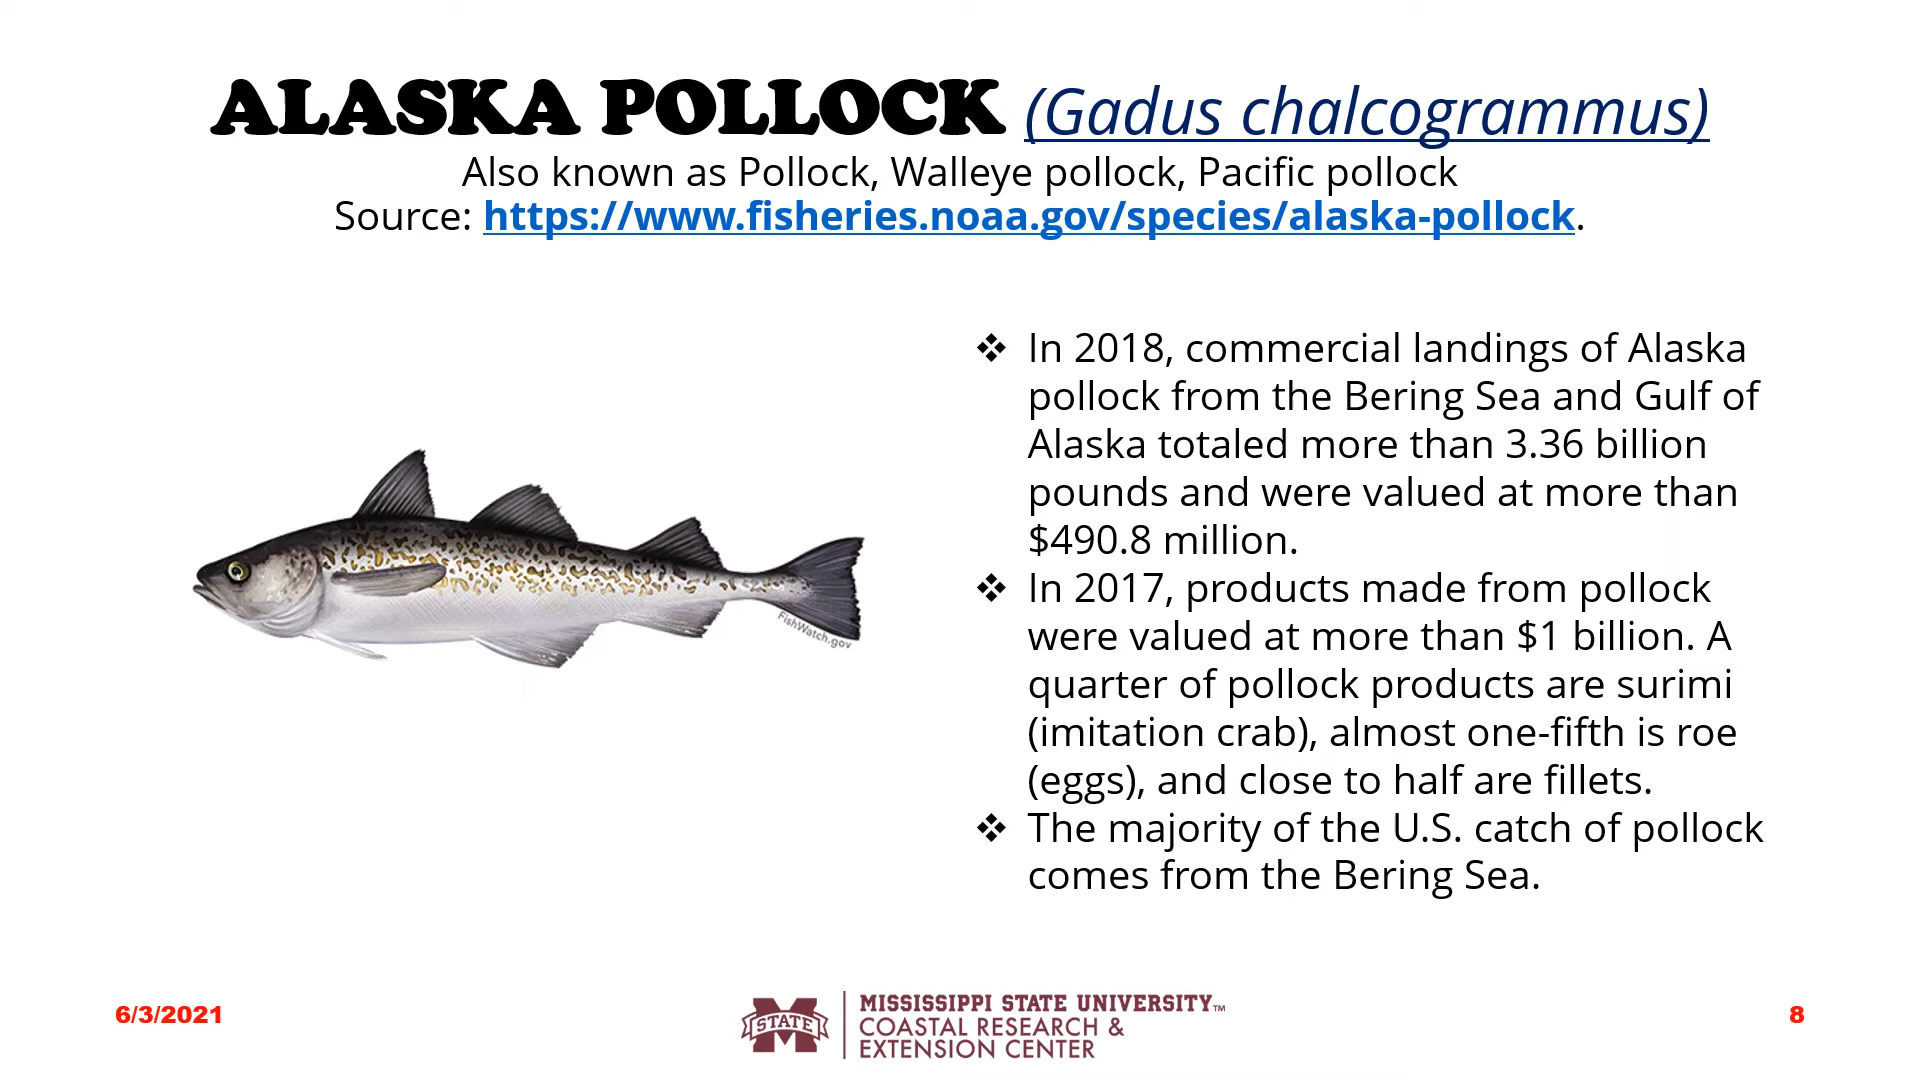 ALASKA POLLOCK (Gadus chalcogrammus)
Also known as Pollock, Walleye pollock, Pacific pollock
Source: https://www.fisheries.noaa.gov/species/alaska-pollock.
❖ In 2018, commercial landings of Alaska
pollock from the Bering Sea and Gulf of
Alaska totaled more than 3.36 billion
pounds and were valued at more than
$490.8 million.
❖ In 2017, products made from pollock
were valued at more than $1 billion. A
quarter of pollock products are surimi
(imitation crab), almost one-fifth is roe
(eggs), and close to half are fillets.
❖ The majority of the U.S. catch of pollock
comes from the Bering Sea.
FishWatch.gov
6/3/2021
STATE
MISSISSIPPI STATE UNIVERSITY™
COASTAL RESEARCH &
EXTENSION CENTER
8